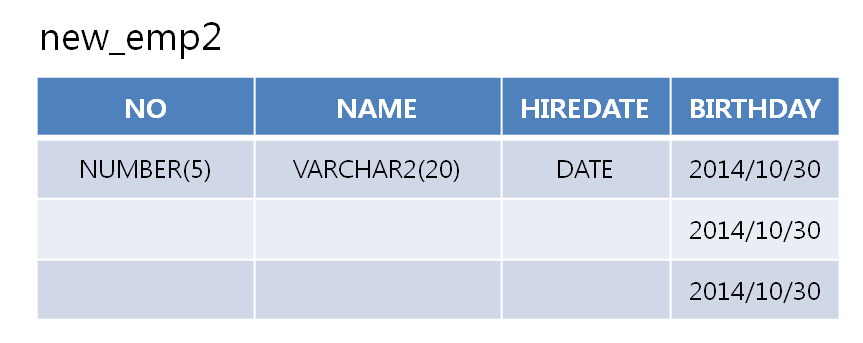 new_emp2
NO NAME HIREDATE BIRTHDAY
NUMBER(5) VARCHAR2(20) DATE 2014/10/30
2014/10/30
2014/10/30